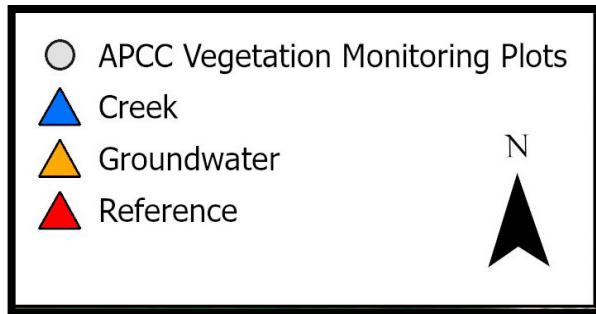 APCC Vegetation Monitoring Plots
Creek
Groundwater
Reference
N